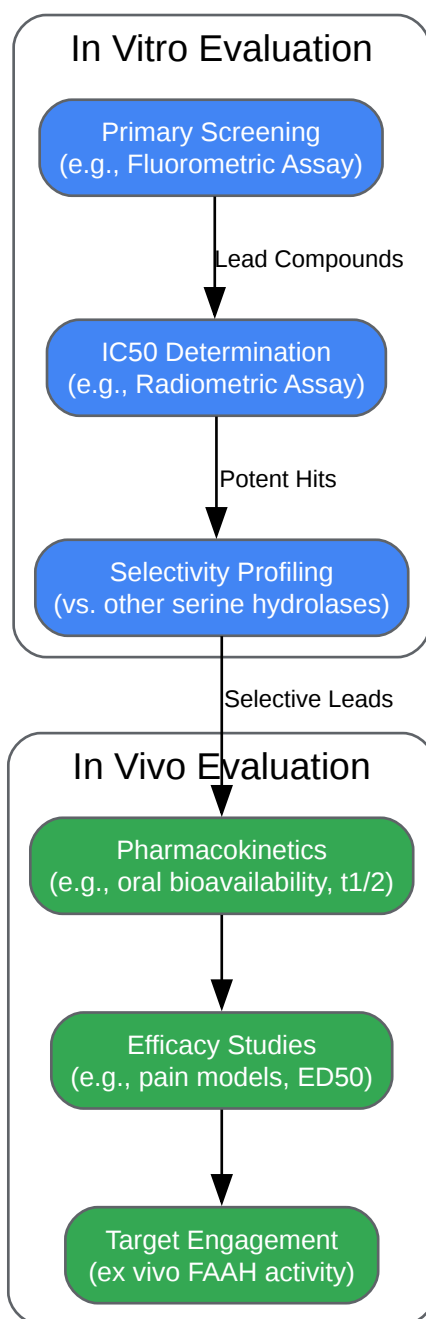 In Vitro Evaluation
Primary Screening
(e.g., Fluorometric Assay)
Lead Compounds
IC50 Determination
(e.g., Radiometric Assay)
Potent Hits
Selectivity Profiling
(vs. other serine hydrolases)
Selective Leads
In Vivo Evaluation
Pharmacokinetics
(e.g., oral bioavailability, t1/2)
Efficacy Studies
(e.g., pain models, ED50)
Target Engagement
(ex vivo FAAH activity)